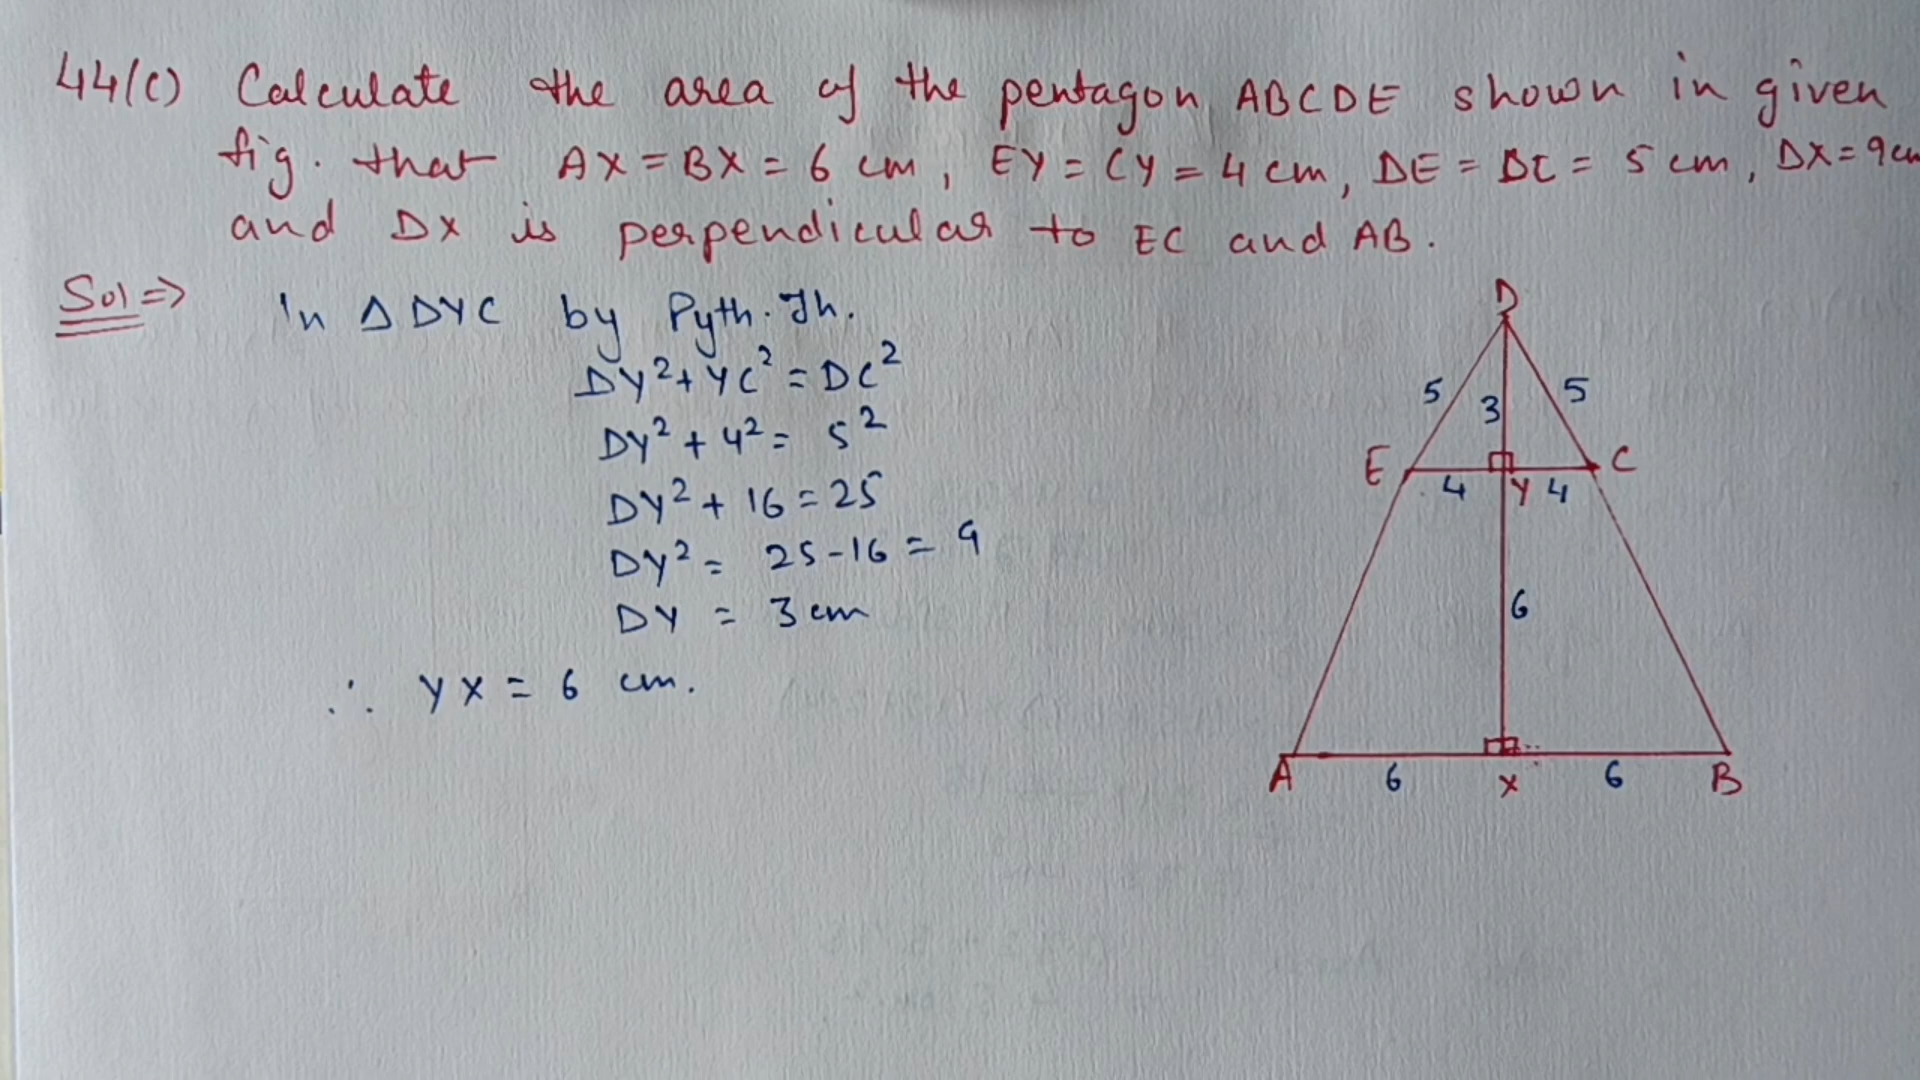 44(c) Calculate the area of the pentagon ABCDE shown in given
fig. that AX = BX = 6 cm, EY = CY = 4 cm, DE = DC = 5 cm, DX = 9cm
and DX is perpendicular to EC and AB.
Sol => In Δ DYC by Pyth. Th.
DY² + YC² = DC²
DY² + 4² = 5²
DY² + 16 = 25
DY² = 25 - 16 = 9
DY = 3 cm
∴ YX = 6 cm.
D
5 3 5
E C
4 Y 4
6
A 6 X 6 B